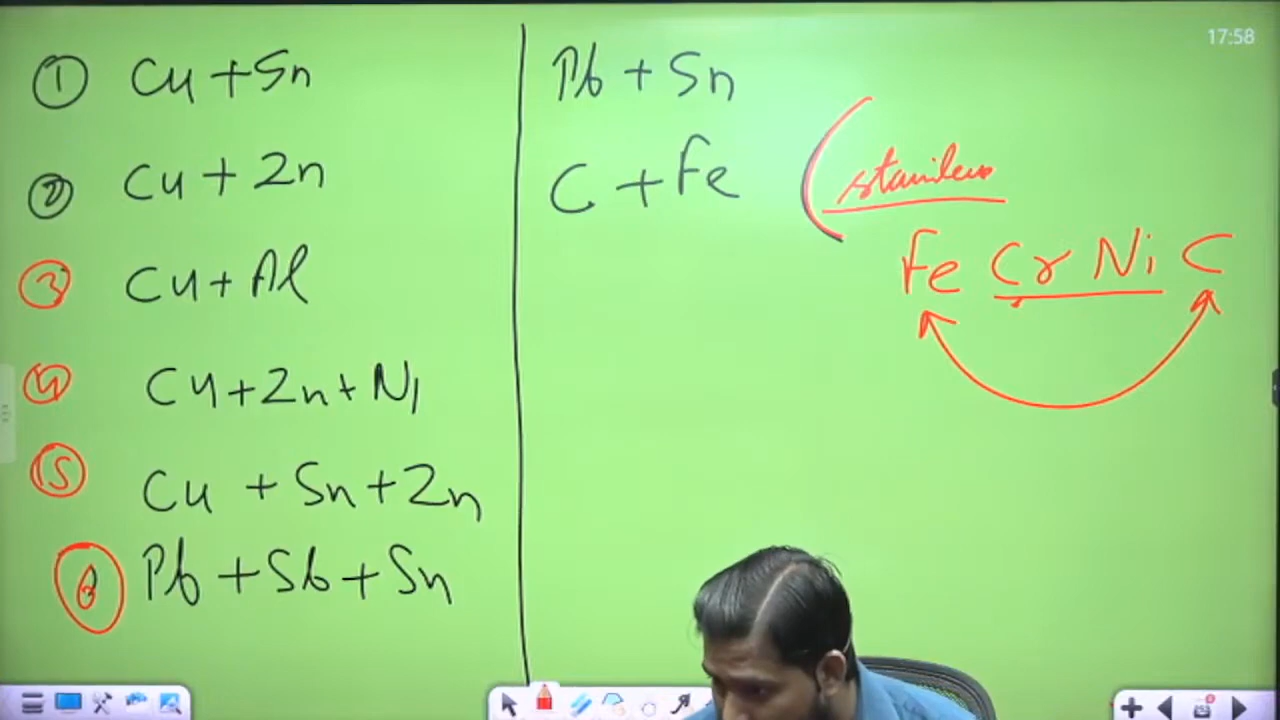 17:58
① Cu + Sn
② Cu + Zn
③ Cu + Al
④ Cu + Zn + Ni
⑤ Cu + Sn + Zn
⑥ Pb + Sb + Sn
Pb + Sn
C + Fe
(stainless
Fe Cr Ni C